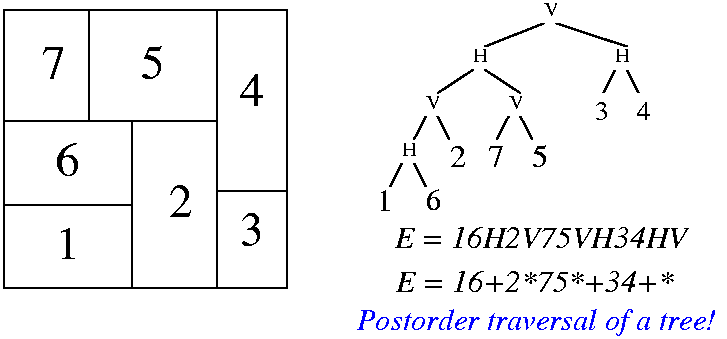 7 5 4
6
2
1 3
V
H H
V V 3 4
H 2 7 5
1 6
E = 16H2V75VH34HV
E = 16+2*75*+34+*
Postorder traversal of a tree!